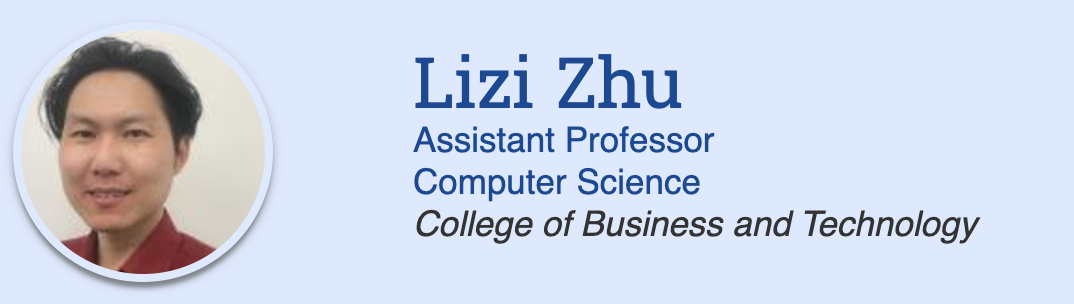 Lizi Zhu
Assistant Professor
Computer Science
College of Business and Technology